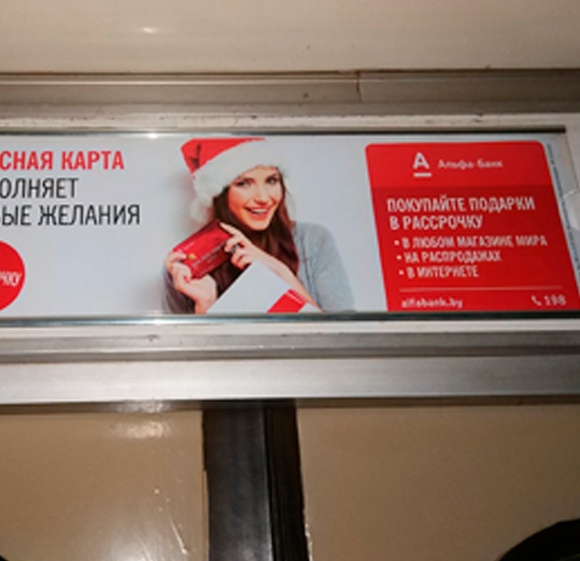 СНАЯ КАРТА
ОЛНЯЕТ
ЫЕ ЖЕЛАНИЯ
Альфа-Банк
ПОКУПАЙТЕ ПОДАРКИ
В РАССРОЧКУ
• В ЛЮБОМ МАГАЗИНЕ МИРА
• НА РАСПРОДАЖАХ
• В ИНТЕРНЕТЕ
alfabank.by
198